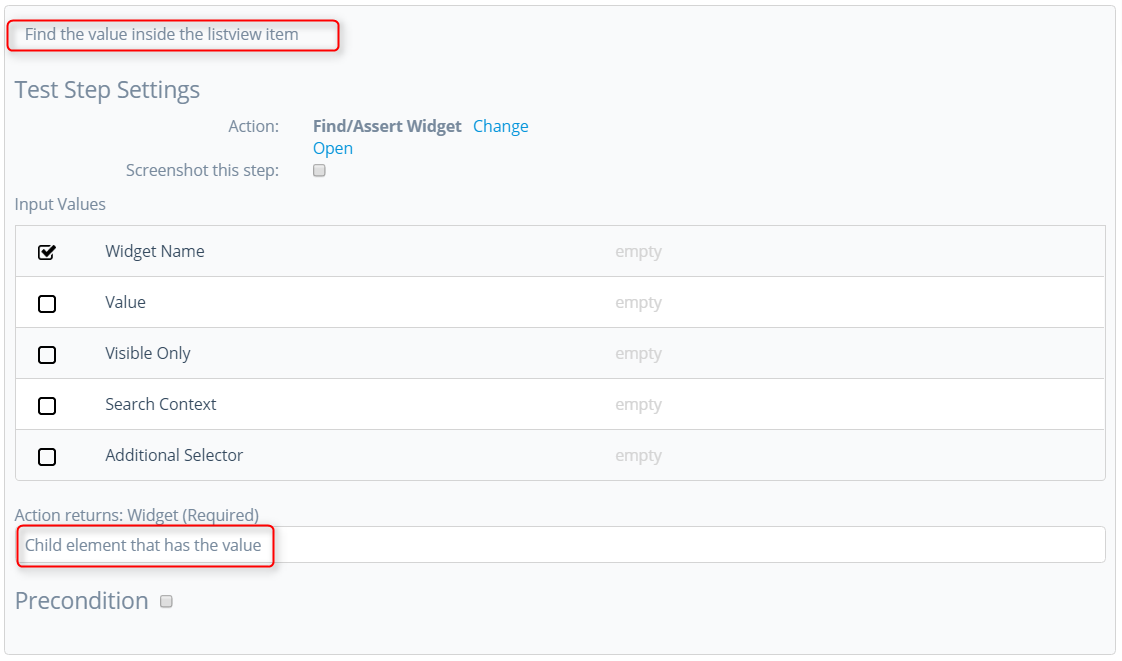 Find the value inside the listview item
Test Step Settings
Action: Find/Assert Widget Change
Open
Screenshot this step:
Input Values
Widget Name empty
Value empty
Visible Only empty
Search Context empty
Additional Selector empty
Action returns: Widget (Required)
Child element that has the value
Precondition